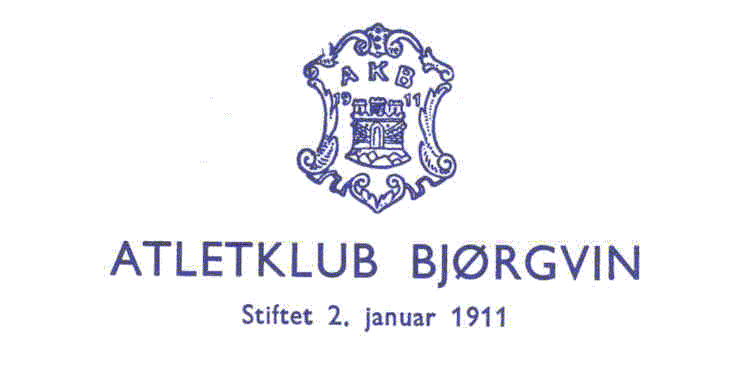 AKB
19 11
ATLETKLUB BJØRGVIN
Stiftet 2. januar 1911